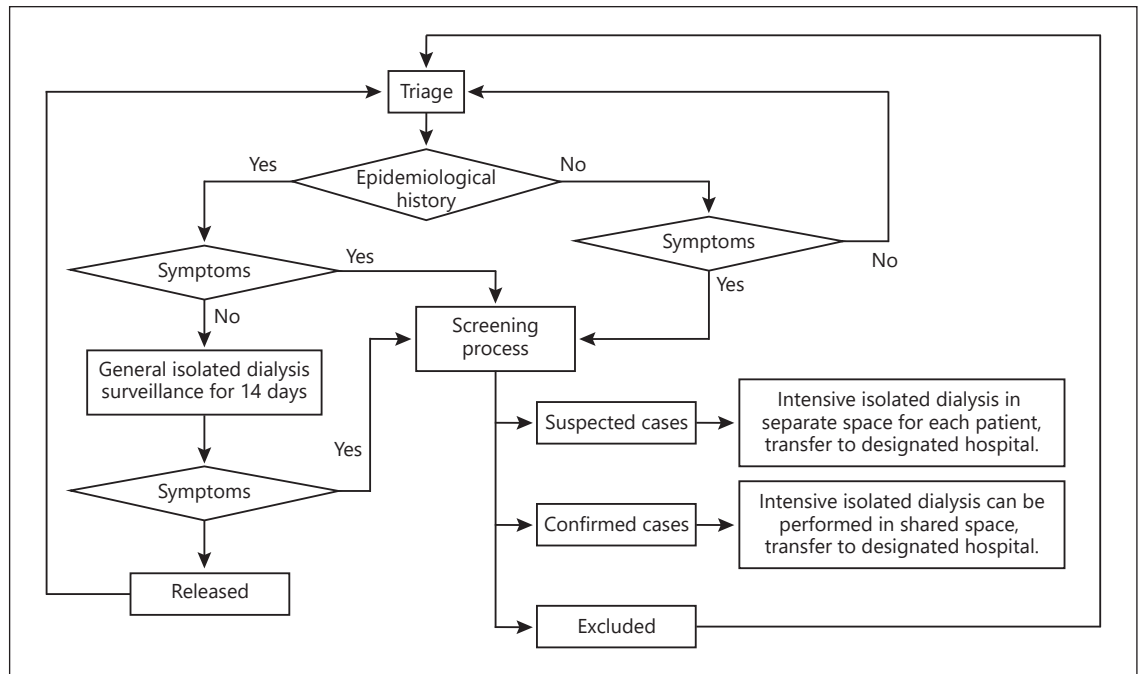 Triage
Yes
No
Epidemiological
history
Symptoms
No
Yes
Symptoms
Yes
No
Screening
process
General isolated dialysis
surveillance for 14 days
Yes
Symptoms
Released
Suspected cases
Intensive isolated dialysis in
separate space for each patient,
transfer to designated hospital.
Confirmed cases
Intensive isolated dialysis can be
performed in shared space,
transfer to designated hospital.
Excluded